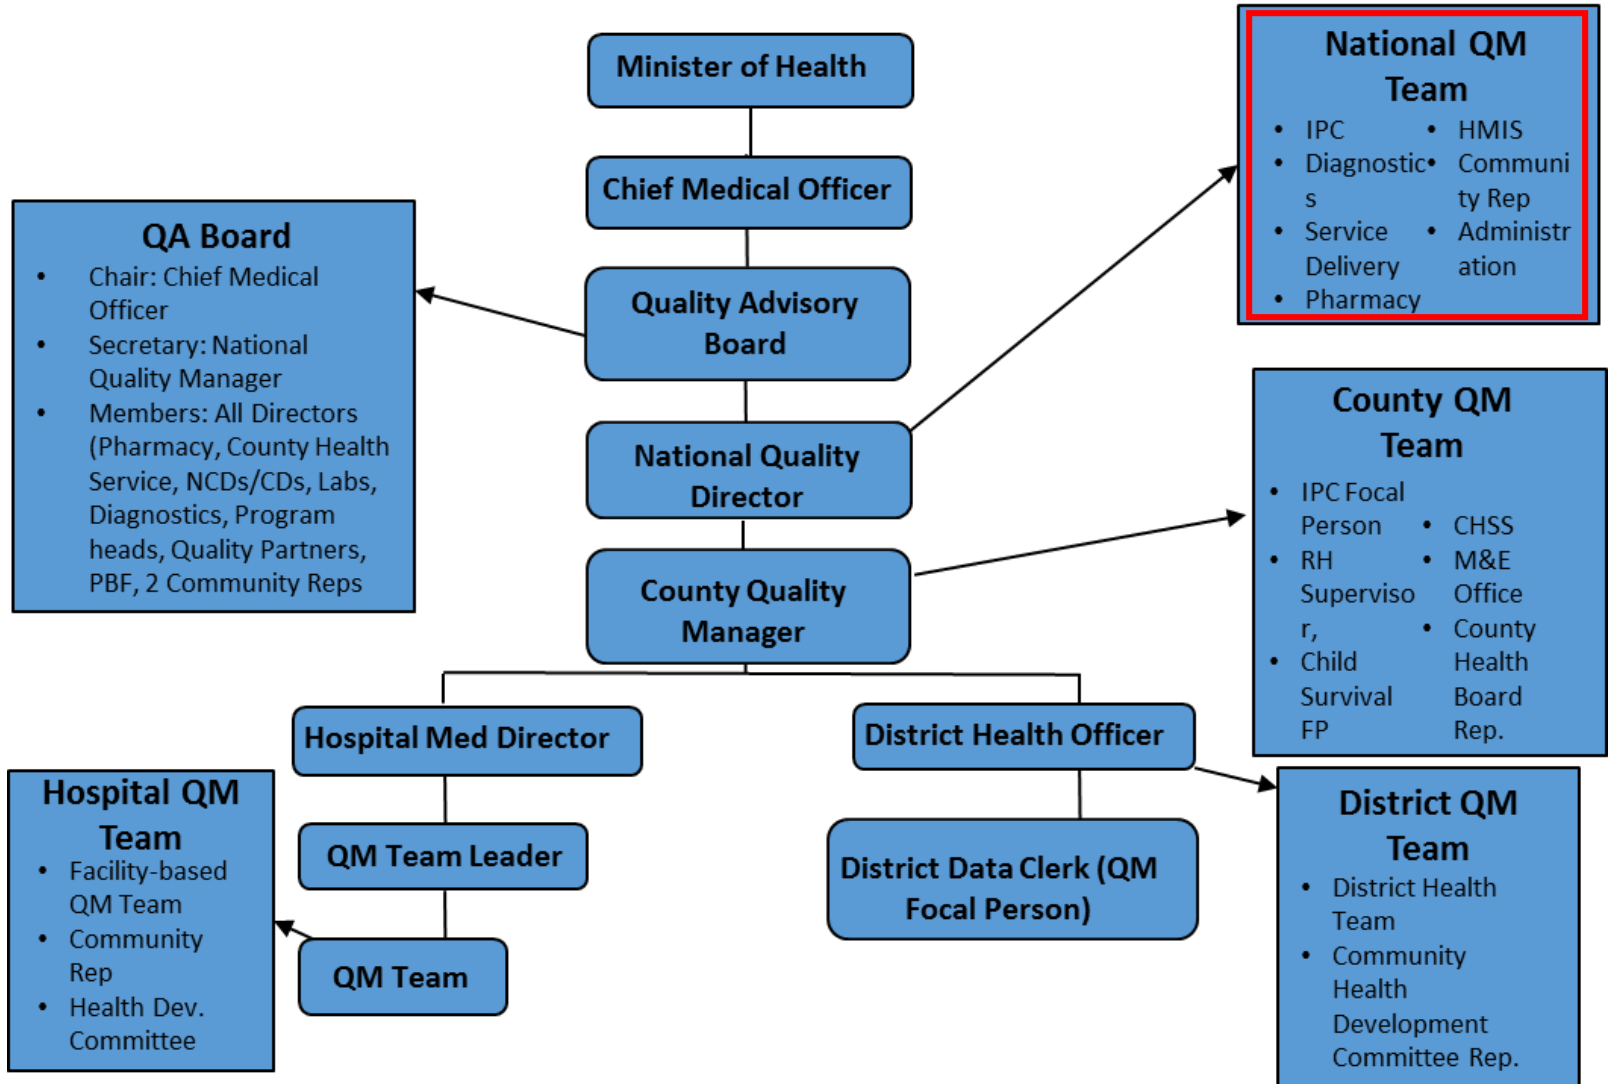 Minister of Health
Chief Medical Officer
Quality Advisory
Board
National Quality
Director
County Quality
Manager
Hospital Med Director
District Health Officer
QM Team Leader
District Data Clerk (QM
Focal Person)
QM Team
QA Board
• Chair: Chief Medical
Officer
• Secretary: National
Quality Manager
• Members: All Directors
(Pharmacy, County Health
Service, NCDs/CDs, Labs,
Diagnostics, Program
heads, Quality Partners,
PBF, 2 Community Reps
National QM
Team
• IPC
• Diagnostic
s
• Service
Delivery
• Pharmacy
• HMIS
• Communi
ty Rep
• Administr
ation
County QM
Team
• IPC Focal
Person
• RH
Superviso
r,
• Child
Survival
FP
• CHSS
• M&E
Office
• County
Health
Board
Rep.
Hospital QM
Team
• Facility-based
QM Team
• Community
Rep
• Health Dev.
Committee
District QM
Team
• District Health
Team
• Community
Health
Development
Committee Rep.